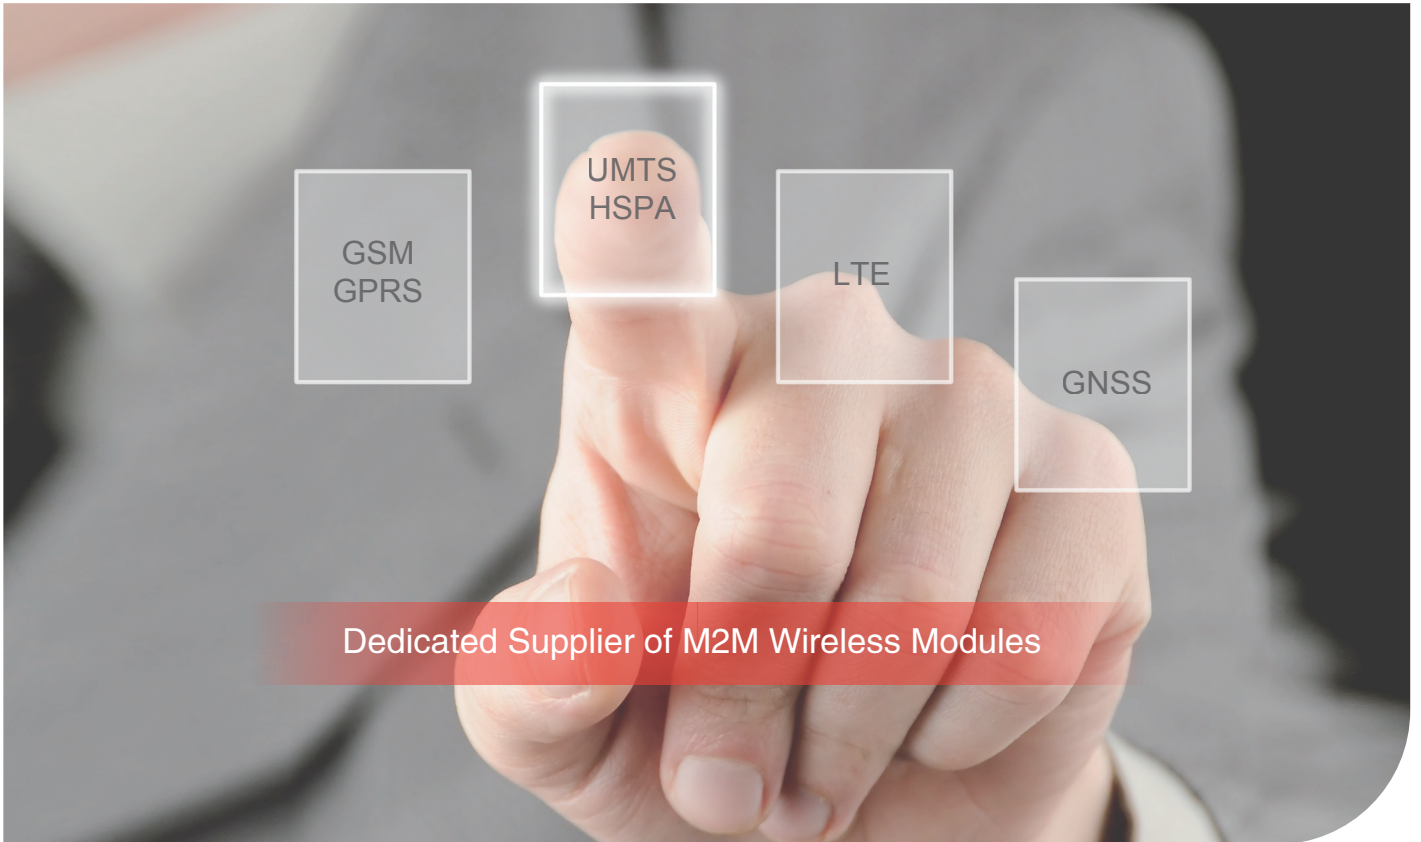 GSM
GPRS
UMTS
HSPA
LTE
GNSS
Dedicated Supplier of M2M Wireless Modules